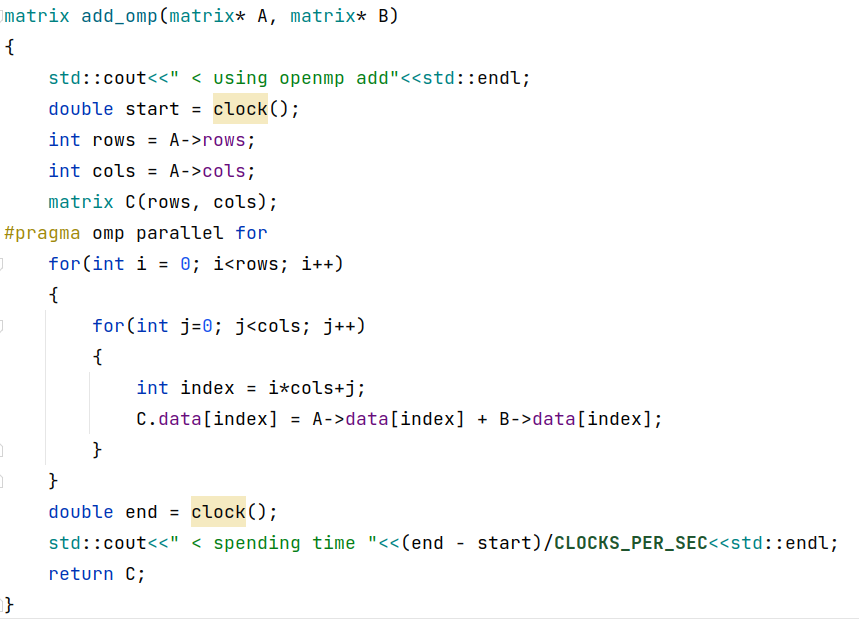 matrix add_omp(matrix* A, matrix* B)
{
    std::cout<<" < using openmp add"<<std::endl;
    double start = clock();
    int rows = A->rows;
    int cols = A->cols;
    matrix C(rows, cols);
#pragma omp parallel for
    for(int i = 0; i<rows; i++)
    {
        for(int j=0; j<cols; j++)
        {
            int index = i*cols+j;
            C.data[index] = A->data[index] + B->data[index];
        }
    }
    double end = clock();
    std::cout<<" < spending time "<<(end - start)/CLOCKS_PER_SEC<<std::endl;
    return C;
}